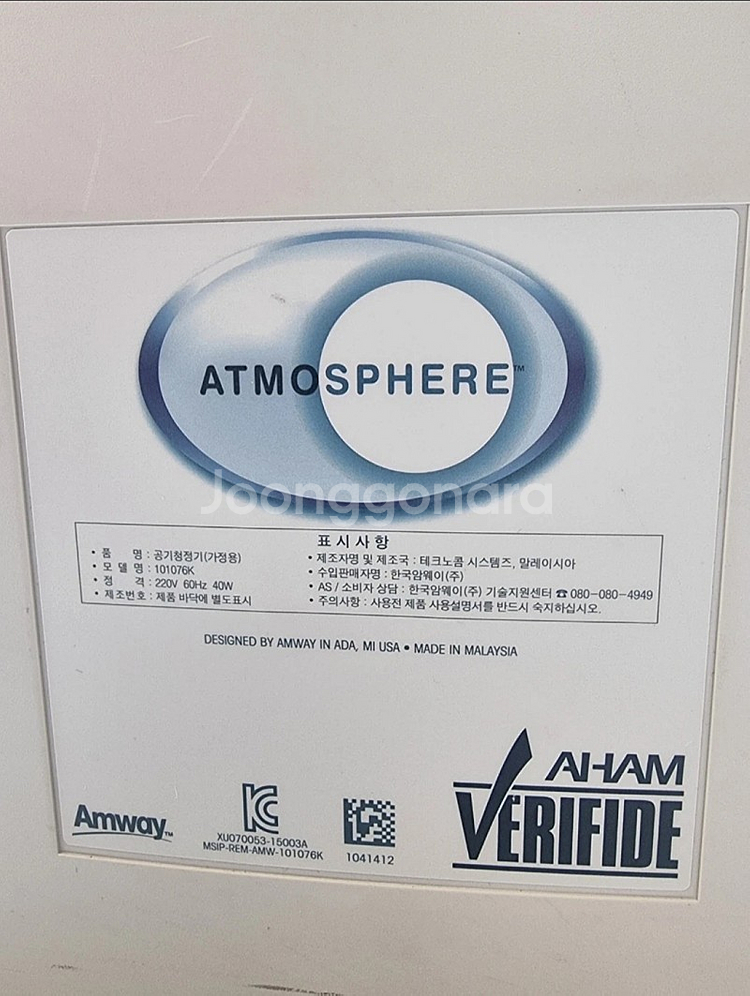 ATMOSPHERE™
Joonggonara
표시사항
• 품 명 : 공기청정기(가정용)
• 모 델 명 : 101076K
• 정 격 : 220V 60Hz 40W
• 제조번호 : 제품 바닥에 별도표시
• 제조자명 및 제조국 : 테크노콤 시스템즈, 말레이시아
• 수입판매자명 : 한국암웨이(주)
• AS / 소비자 상담 : 한국암웨이(주) 기술지원센터 ☎ 080-080-4949
• 주의사항 : 사용전 제품 사용설명서를 반드시 숙지하십시오.
DESIGNED BY AMWAY IN ADA, MI USA • MADE IN MALAYSIA
Amway™
XU070053-15003A
MSIP-REM-AMW-101076K
1041412
AHAM
VERIFIDE